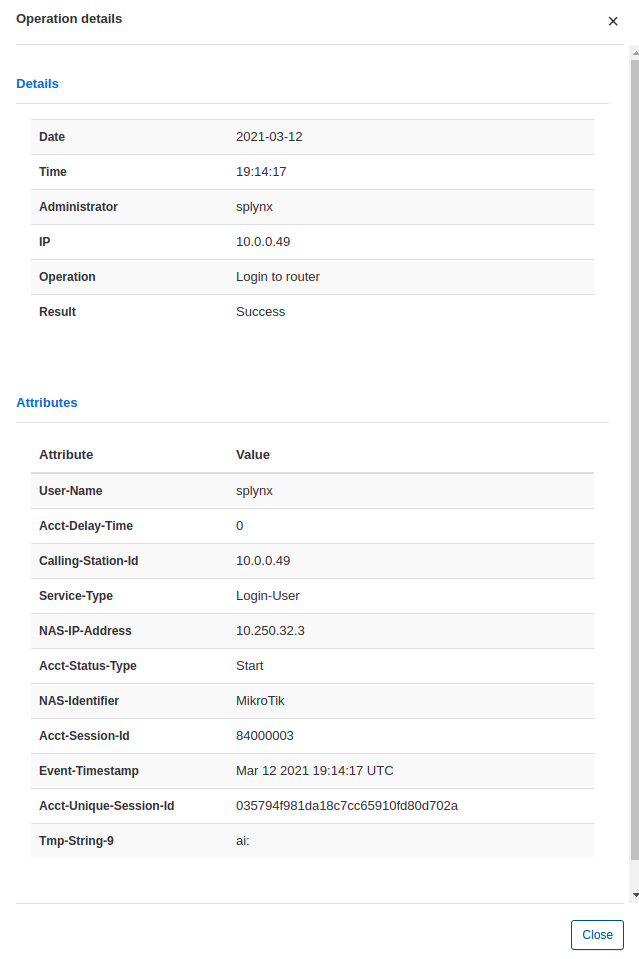 Operation details ×
Details
Date 2021-03-12
Time 19:14:17
Administrator splynx
IP 10.0.0.49
Operation Login to router
Result Success
Attributes
Attribute Value
User-Name splynx
Acct-Delay-Time 0
Calling-Station-Id 10.0.0.49
Service-Type Login-User
NAS-IP-Address 10.250.32.3
Acct-Status-Type Start
NAS-Identifier MikroTik
Acct-Session-Id 84000003
Event-Timestamp Mar 12 2021 19:14:17 UTC
Acct-Unique-Session-Id 035794f981da18c7cc65910fd80d702a
Tmp-String-9 ai:
Close